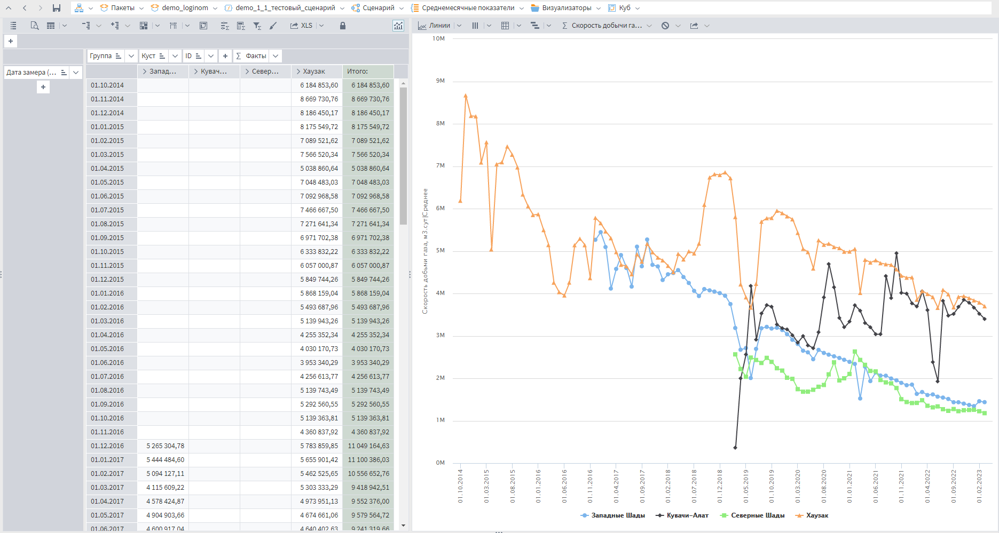 Пакеты demo_loginom demo_1_1_тестовый_сценарий Сценарий Среднемесячные показатели Визуализаторы Куб
XLS
Линии Скорость добычи га...
+
Группа Куст ID + Σ Факты
Дата замера (...
+
Запад... Кувач... Север... Хаузак Итого:
01.10.2014 6 184 853,60 6 184 853,60
01.11.2014 8 669 730,76 8 669 730,76
01.12.2014 8 186 450,17 8 186 450,17
01.01.2015 8 175 549,72 8 175 549,72
01.02.2015 7 089 521,62 7 089 521,62
01.03.2015 7 566 520,34 7 566 520,34
01.04.2015 5 038 860,64 5 038 860,64
01.05.2015 7 048 483,03 7 048 483,03
01.06.2015 7 092 968,58 7 092 968,58
01.07.2015 7 466 667,50 7 466 667,50
01.08.2015 7 271 641,34 7 271 641,34
01.09.2015 6 971 702,38 6 971 702,38
01.10.2015 6 333 832,22 6 333 832,22
01.11.2015 6 057 000,87 6 057 000,87
01.12.2015 5 849 744,26 5 849 744,26
01.01.2016 5 868 159,04 5 868 159,04
01.02.2016 5 493 687,96 5 493 687,96
01.03.2016 5 139 943,26 5 139 943,26
01.04.2016 4 255 352,34 4 255 352,34
01.05.2016 4 030 170,73 4 030 170,73
01.06.2016 3 953 340,29 3 953 340,29
01.07.2016 4 256 613,77 4 256 613,77
01.08.2016 5 139 743,49 5 139 743,49
01.09.2016 5 292 560,55 5 292 560,55
01.10.2016 5 139 363,81 5 139 363,81
01.11.2016 4 360 837,92 4 360 837,92
01.12.2016 5 265 304,78 5 783 859,85 11 049 164,63
01.01.2017 5 444 484,60 5 655 901,42 11 100 386,03
01.02.2017 5 094 127,11 5 462 525,65 10 556 652,76
01.03.2017 4 115 609,22 5 303 333,29 9 418 942,51
01.04.2017 4 578 424,87 4 973 951,13 9 552 376,00
01.05.2017 4 904 903,66 4 674 661,06 9 579 564,72
01.06.2017 4 600 917,04 4 640 402,63 9 241 319,66
Скорость добычи газа, м3.сут|Среднее
10M
9M
8M
7M
6M
5M
4M
3M
2M
1M
0M
01.10.2014
01.03.2015
01.08.2015
01.01.2016
01.06.2016
01.11.2016
01.04.2017
01.09.2017
01.02.2018
01.07.2018
01.12.2018
01.05.2019
01.10.2019
01.03.2020
01.08.2020
01.01.2021
01.06.2021
01.11.2021
01.04.2022
01.09.2022
01.02.2023
Западные Шады Кувачи-Алат Северные Шады Хаузак